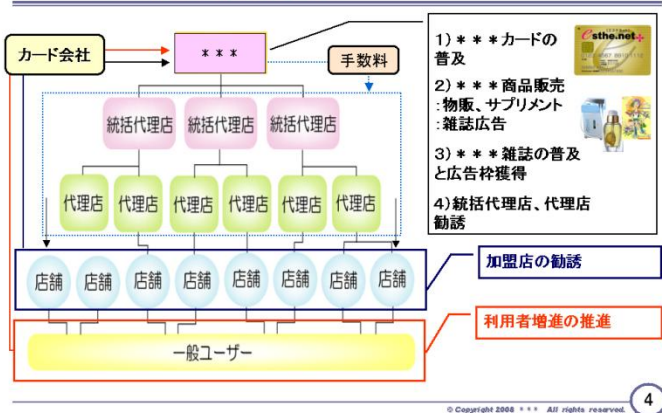 カード会社
＊＊＊
手数料
統括代理店
統括代理店
統括代理店
代理店
代理店
代理店
代理店
代理店
代理店
店舗
店舗
店舗
店舗
店舗
店舗
店舗
店舗
一般ユーザー
1)＊＊＊カードの
普及
2)＊＊＊商品販売
:物販、サプリメント
:雑誌広告
3)＊＊＊雑誌の普及
と広告枠獲得
4)統括代理店、代理店
勧誘
esthe.net
加盟店の勧誘
利用者増進の推進
© Copyright 2008 ＊＊＊ All rights reserved.
4